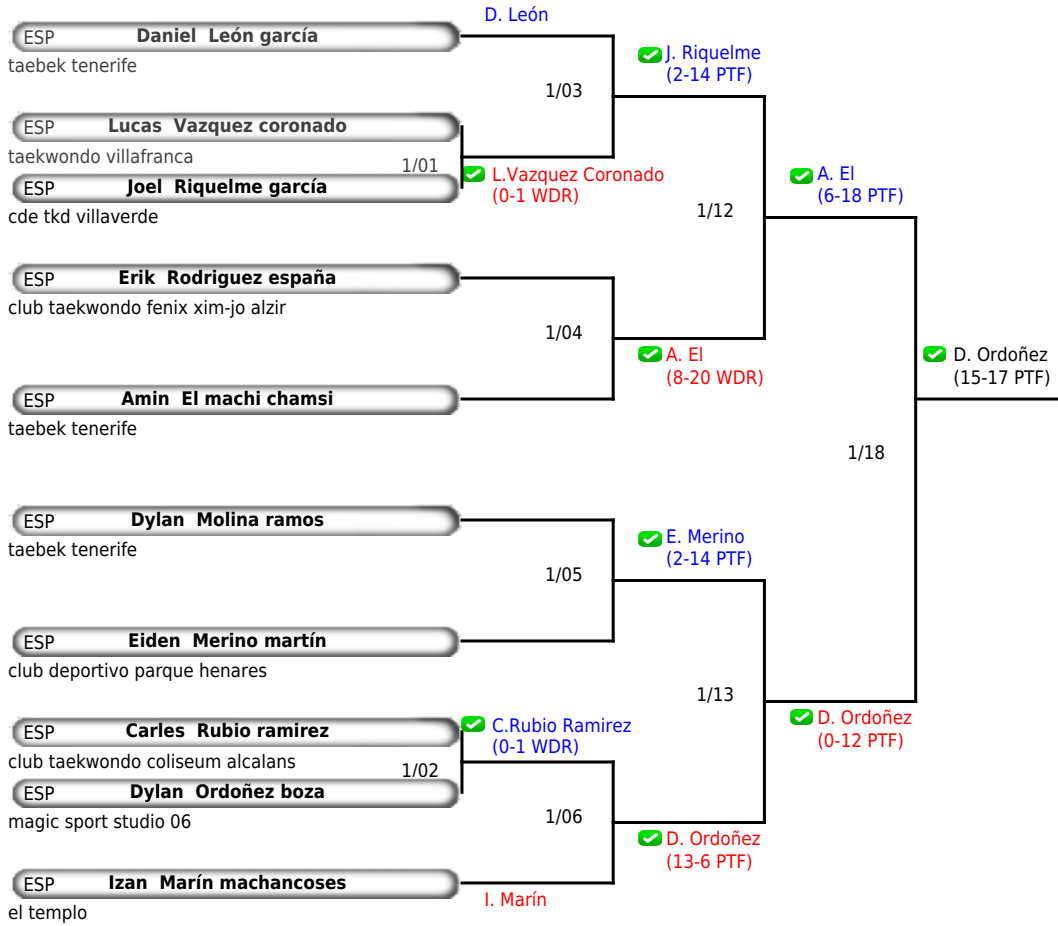 D. León
ESP Daniel León garcía
taebek tenerife
J. Riquelme
(2-14 PTF)
1/03
ESP Lucas Vazquez coronado
taekwondo villafranca
1/01
L.Vazquez Coronado
(0-1 WDR)
ESP Joel Riquelme garcía
cde tkd villaverde
A. El
(6-18 PTF)
1/12
ESP Erik Rodriguez españa
club taekwondo fenix xim-jo alzir
1/04
A. El
(8-20 WDR)
D. Ordoñez
(15-17 PTF)
ESP Amin El machi chamsi
taebek tenerife
1/18
ESP Dylan Molina ramos
taebek tenerife
E. Merino
(2-14 PTF)
1/05
ESP Eiden Merino martín
club deportivo parque henares
1/13
D. Ordoñez
(0-12 PTF)
ESP Carles Rubio ramirez
C.Rubio Ramirez
(0-1 WDR)
club taekwondo coliseum alcalans
1/02
ESP Dylan Ordoñez boza
magic sport studio 06
1/06
D. Ordoñez
(13-6 PTF)
ESP Izan Marín machancoses
I. Marín
el templo